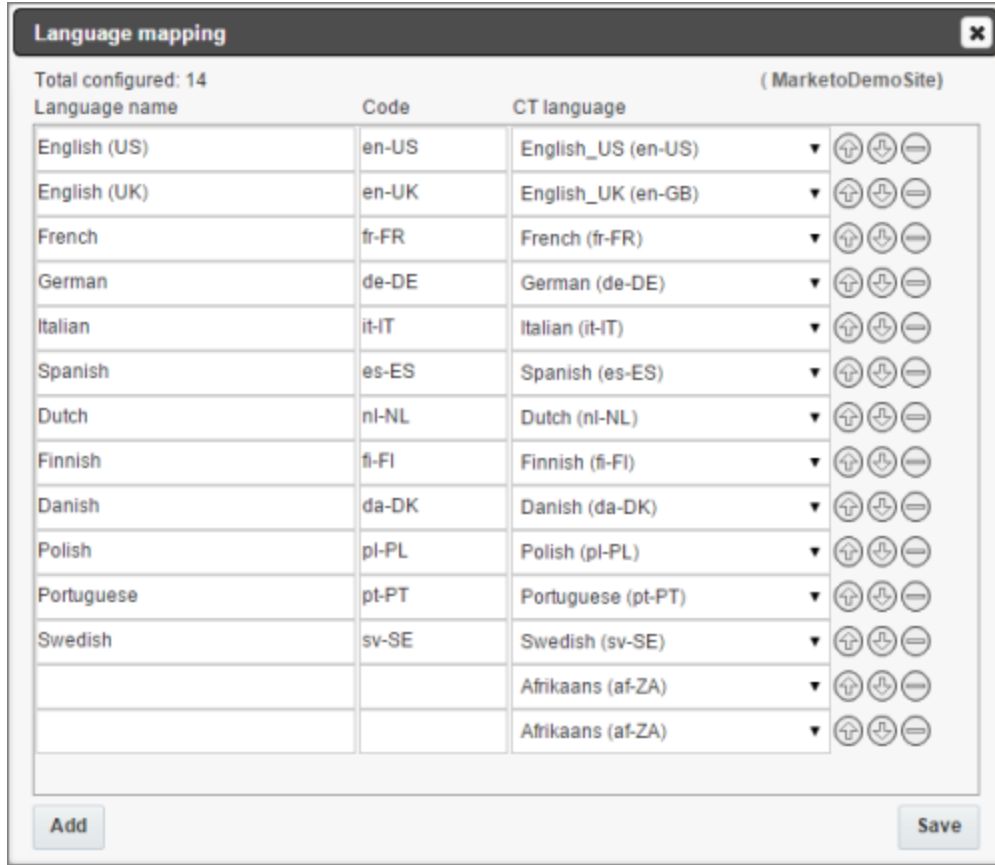 Language mapping
Total configured: 14 ( MarketoDemoSite)
Language name Code CT language
English (US) en-US English_US (en-US)
English (UK) en-UK English_UK (en-GB)
French fr-FR French (fr-FR)
German de-DE German (de-DE)
Italian it-IT Italian (it-IT)
Spanish es-ES Spanish (es-ES)
Dutch nl-NL Dutch (nl-NL)
Finnish fi-FI Finnish (fi-FI)
Danish da-DK Danish (da-DK)
Polish pl-PL Polish (pl-PL)
Portuguese pt-PT Portuguese (pt-PT)
Swedish sv-SE Swedish (sv-SE)
Afrikaans (af-ZA)
Afrikaans (af-ZA)
Add Save